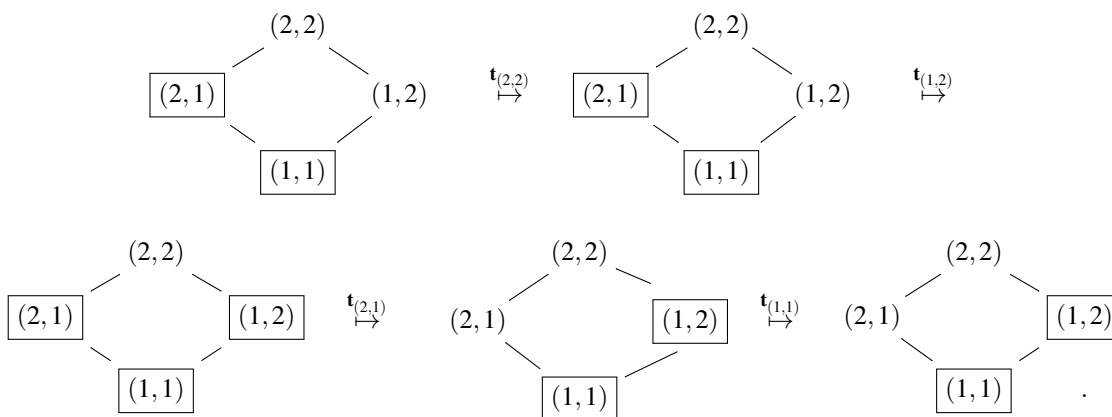 (2,2) (2,2)
(2,1) (1,2) t(2,2) ↦ (2,1) (1,2) t(1,2) ↦
(1,1) (1,1)
(2,2) (2,2) (2,2)
(2,1) (1,2) t(2,1) ↦ (2,1) (1,2) t(1,1) ↦ (2,1) (1,2)
(1,1) (1,1) (1,1) .